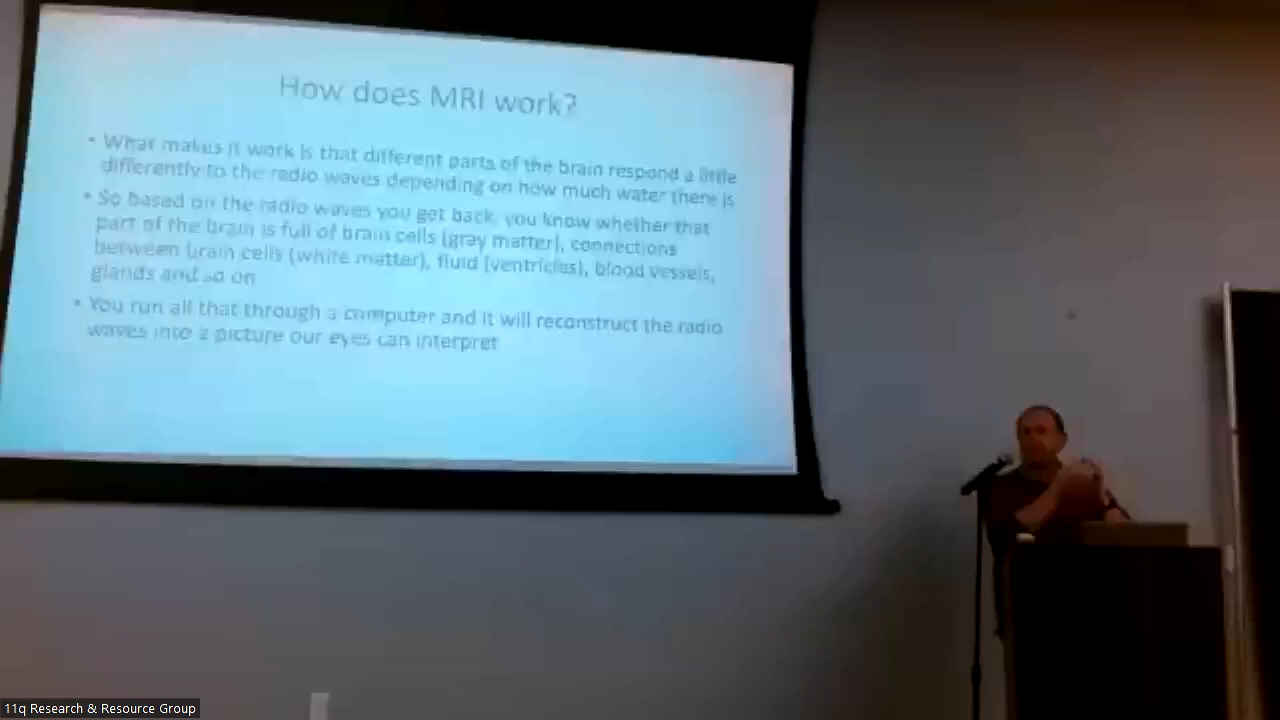 How does MRI work?
• What makes it work is that different parts of the brain respond a little
differently to the radio waves depending on how much water there is
• So based on the radio waves you get back, you know whether that
part of the brain is full of brain cells (gray matter), connections
between brain cells (white matter), fluid (ventricles), blood vessels,
glands and so on
• You run all that through a computer and it will reconstruct the radio
waves into a picture our eyes can interpret
11q Research & Resource Group